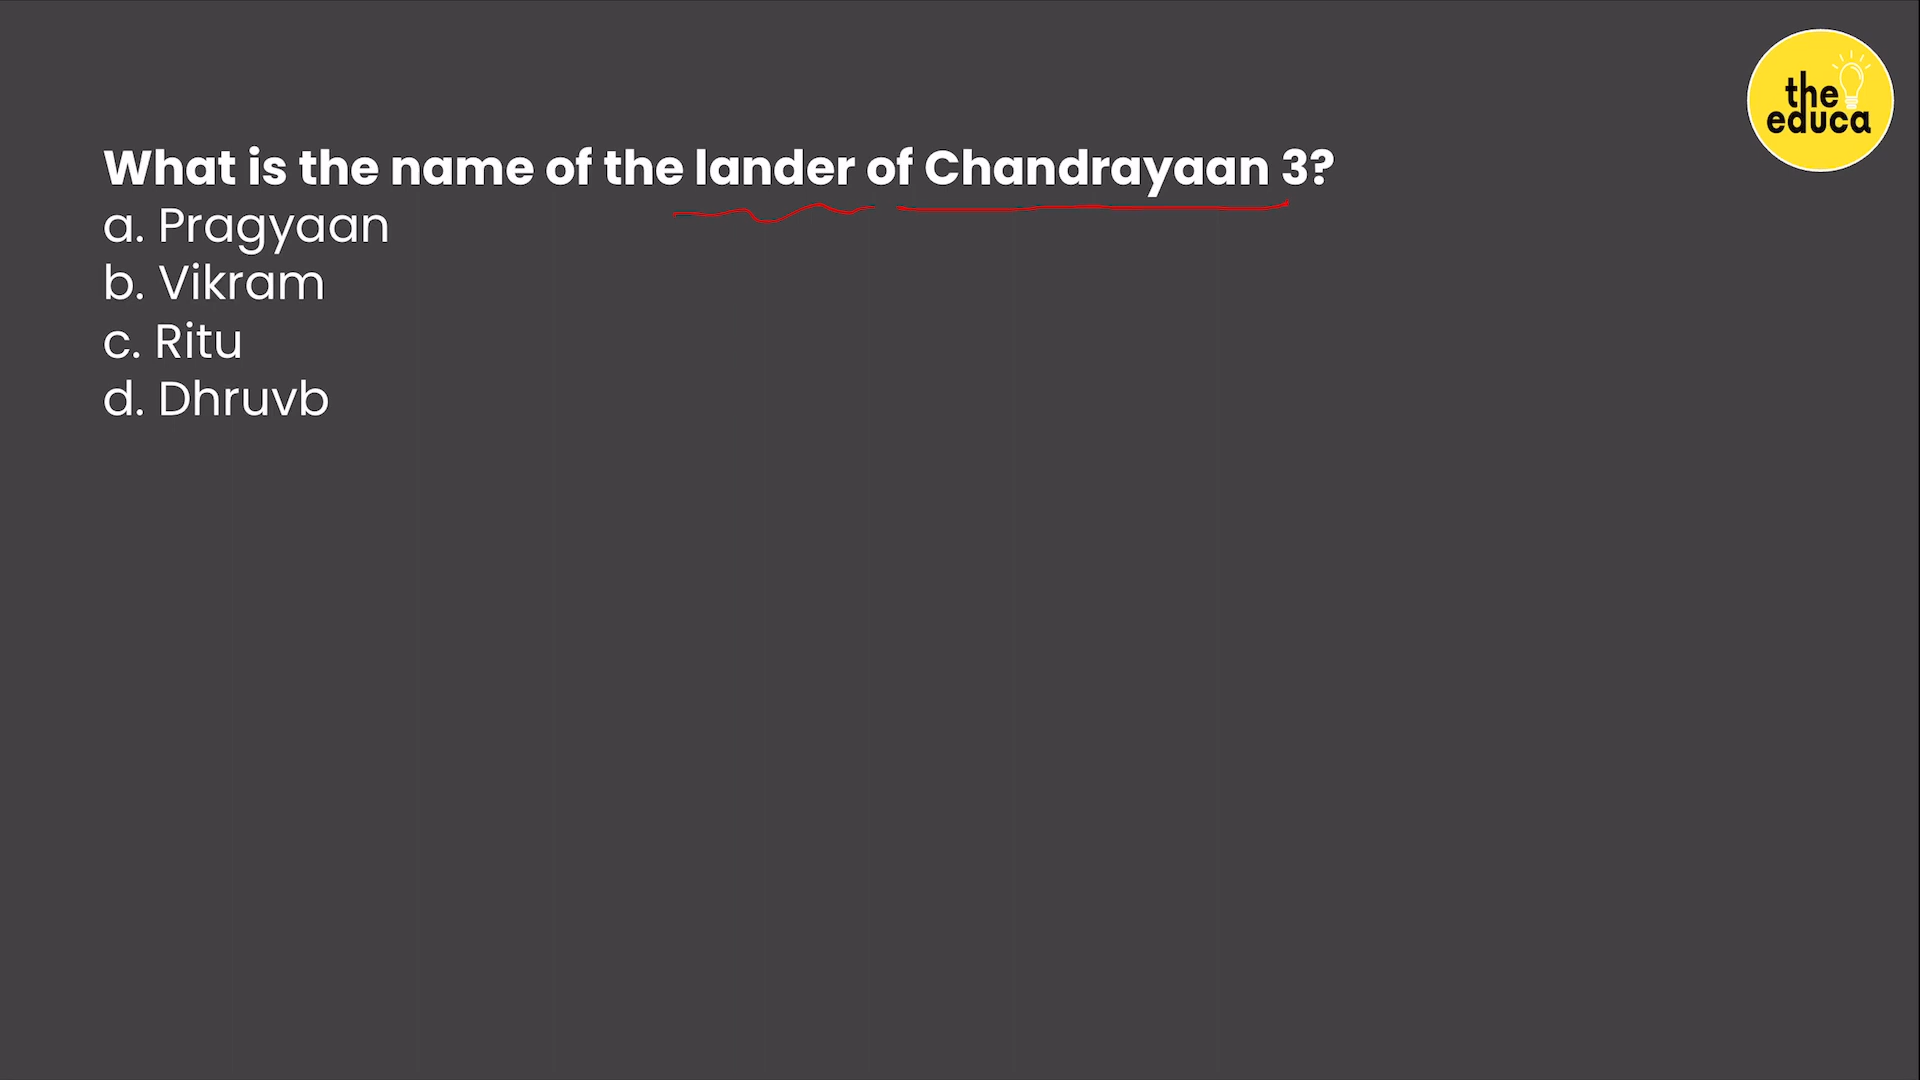 the
educa
What is the name of the lander of Chandrayaan 3?
a. Pragyaan
b. Vikram
c. Ritu
d. Dhruvb